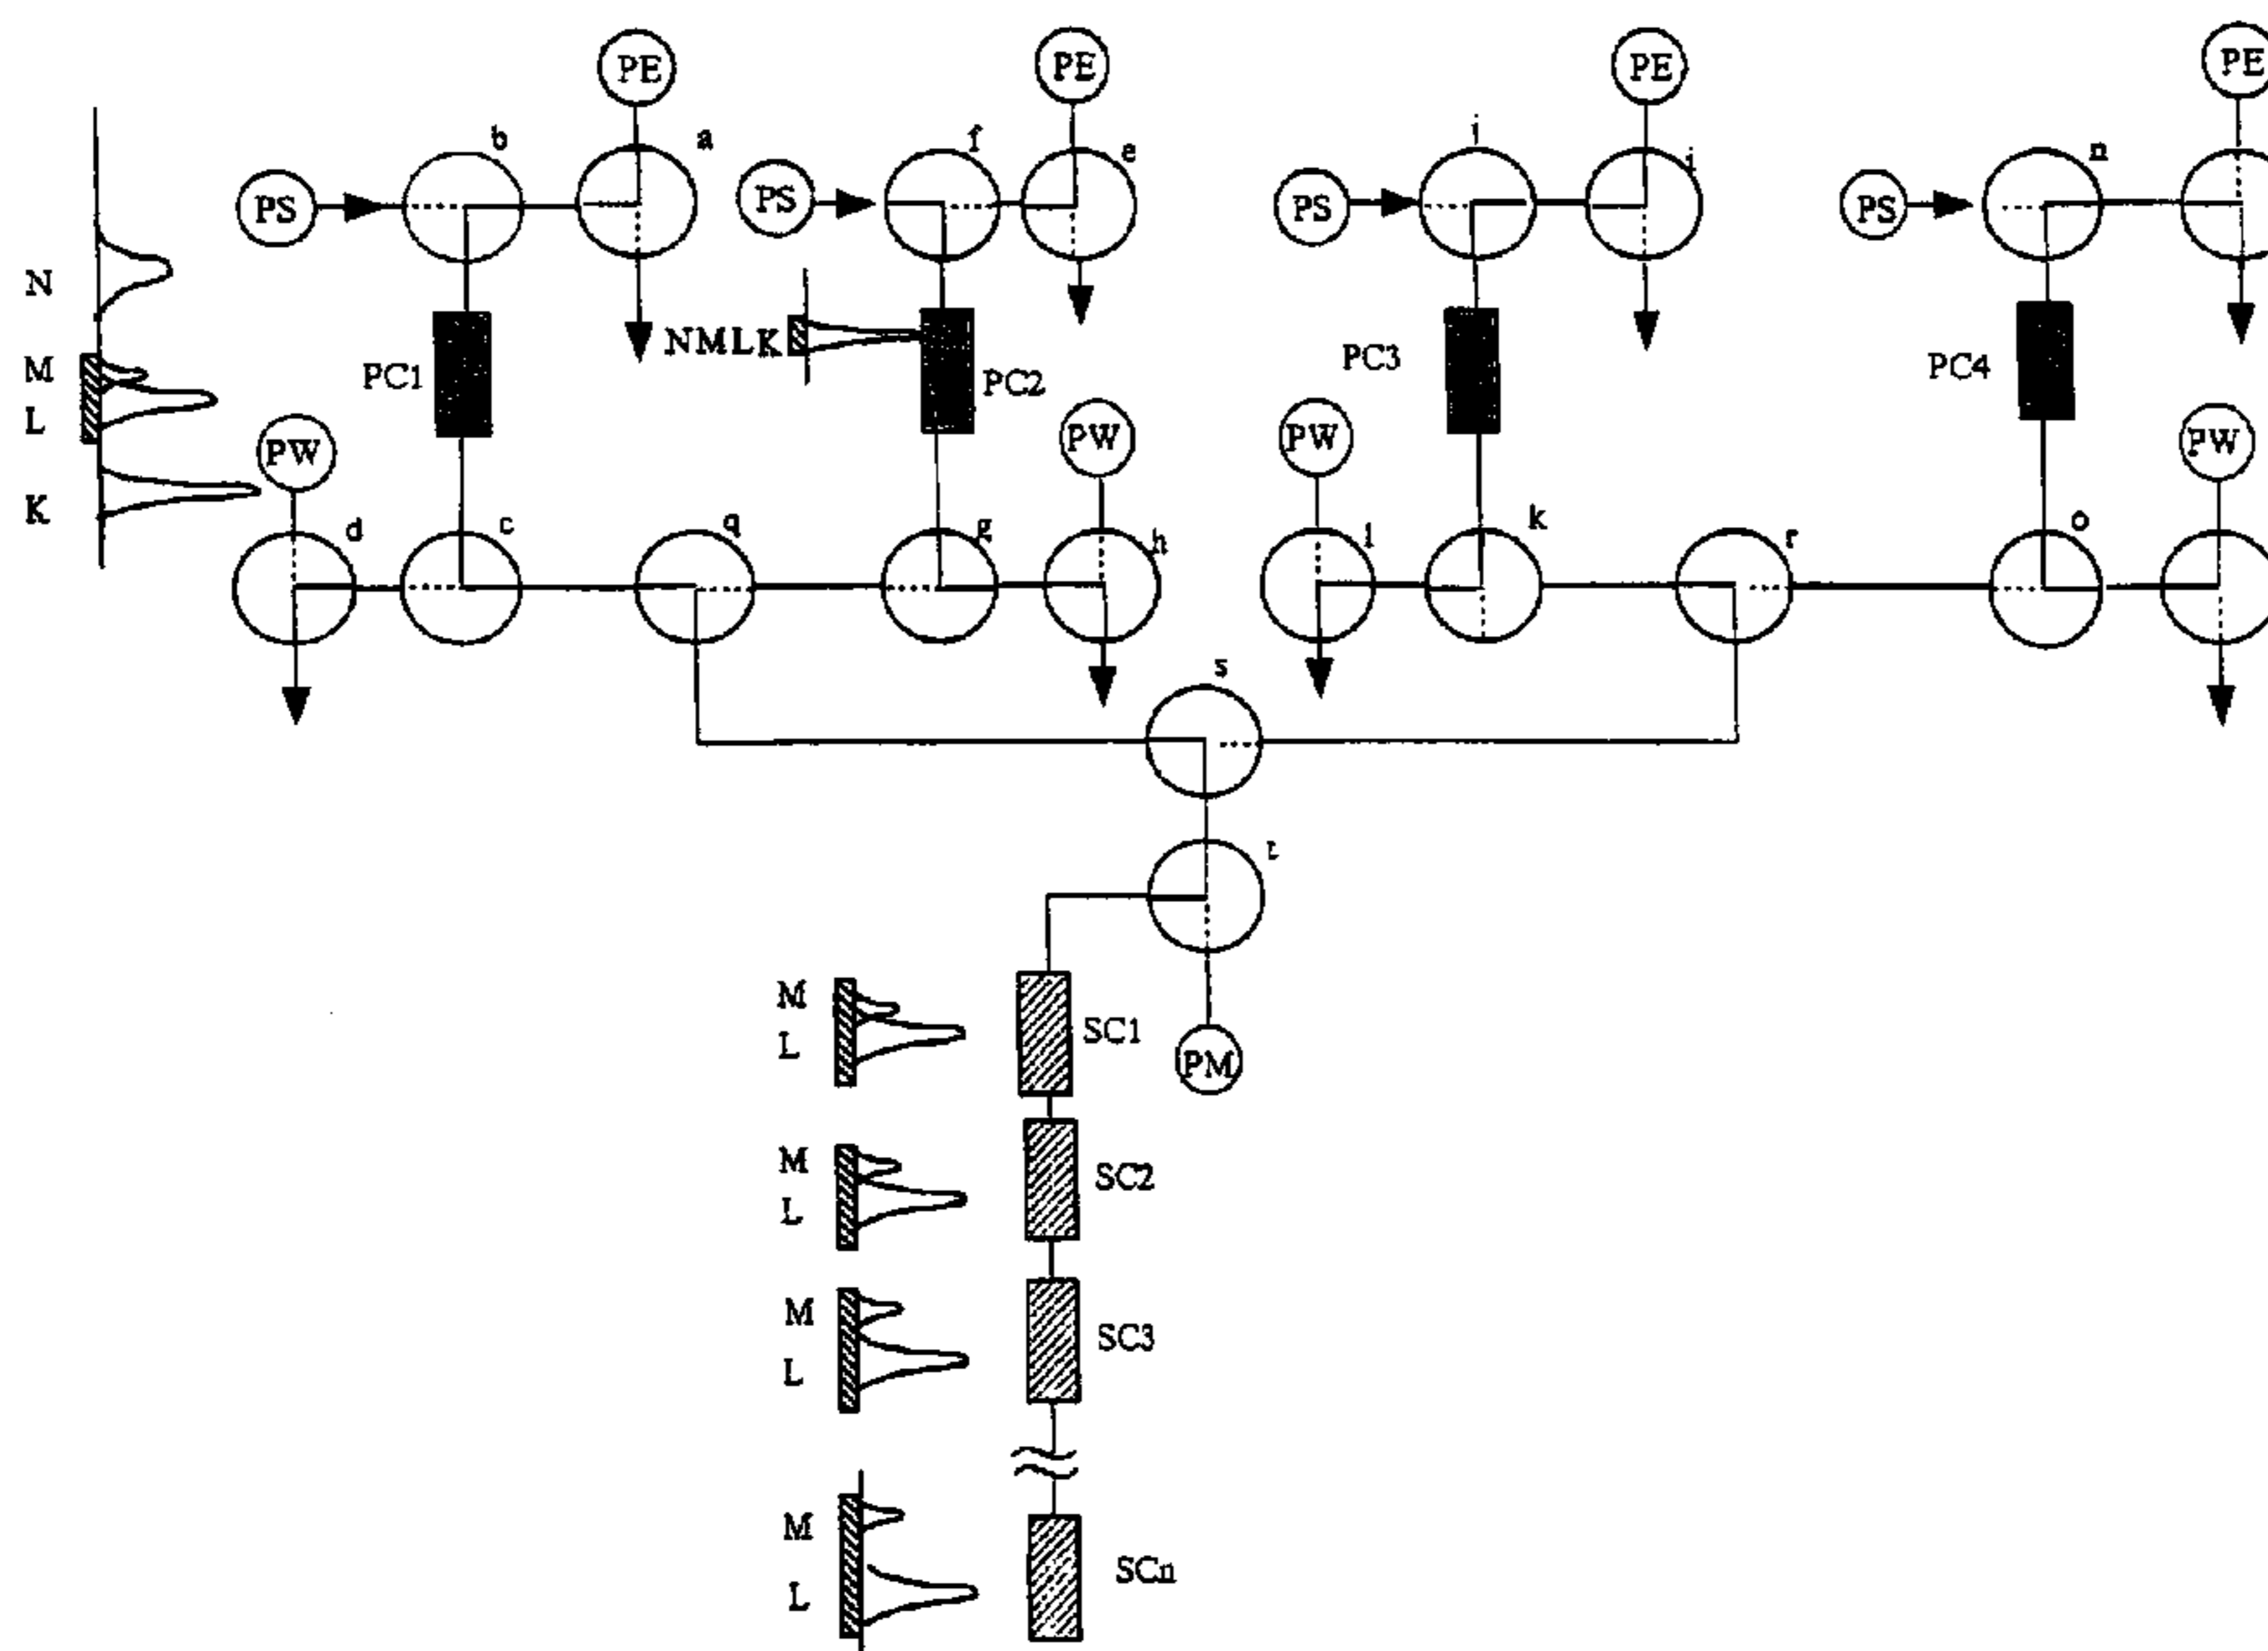 PE PE PE PE
b a f e i j n
PS PS PS PS
N
NMLK
M PC1 PC2 PC3 PC4
L
PW PW PW PW
K
d c q g h l k r o
s
t
M
L SC1
PM
M
L SC2
M
L SC3
M
L SCn